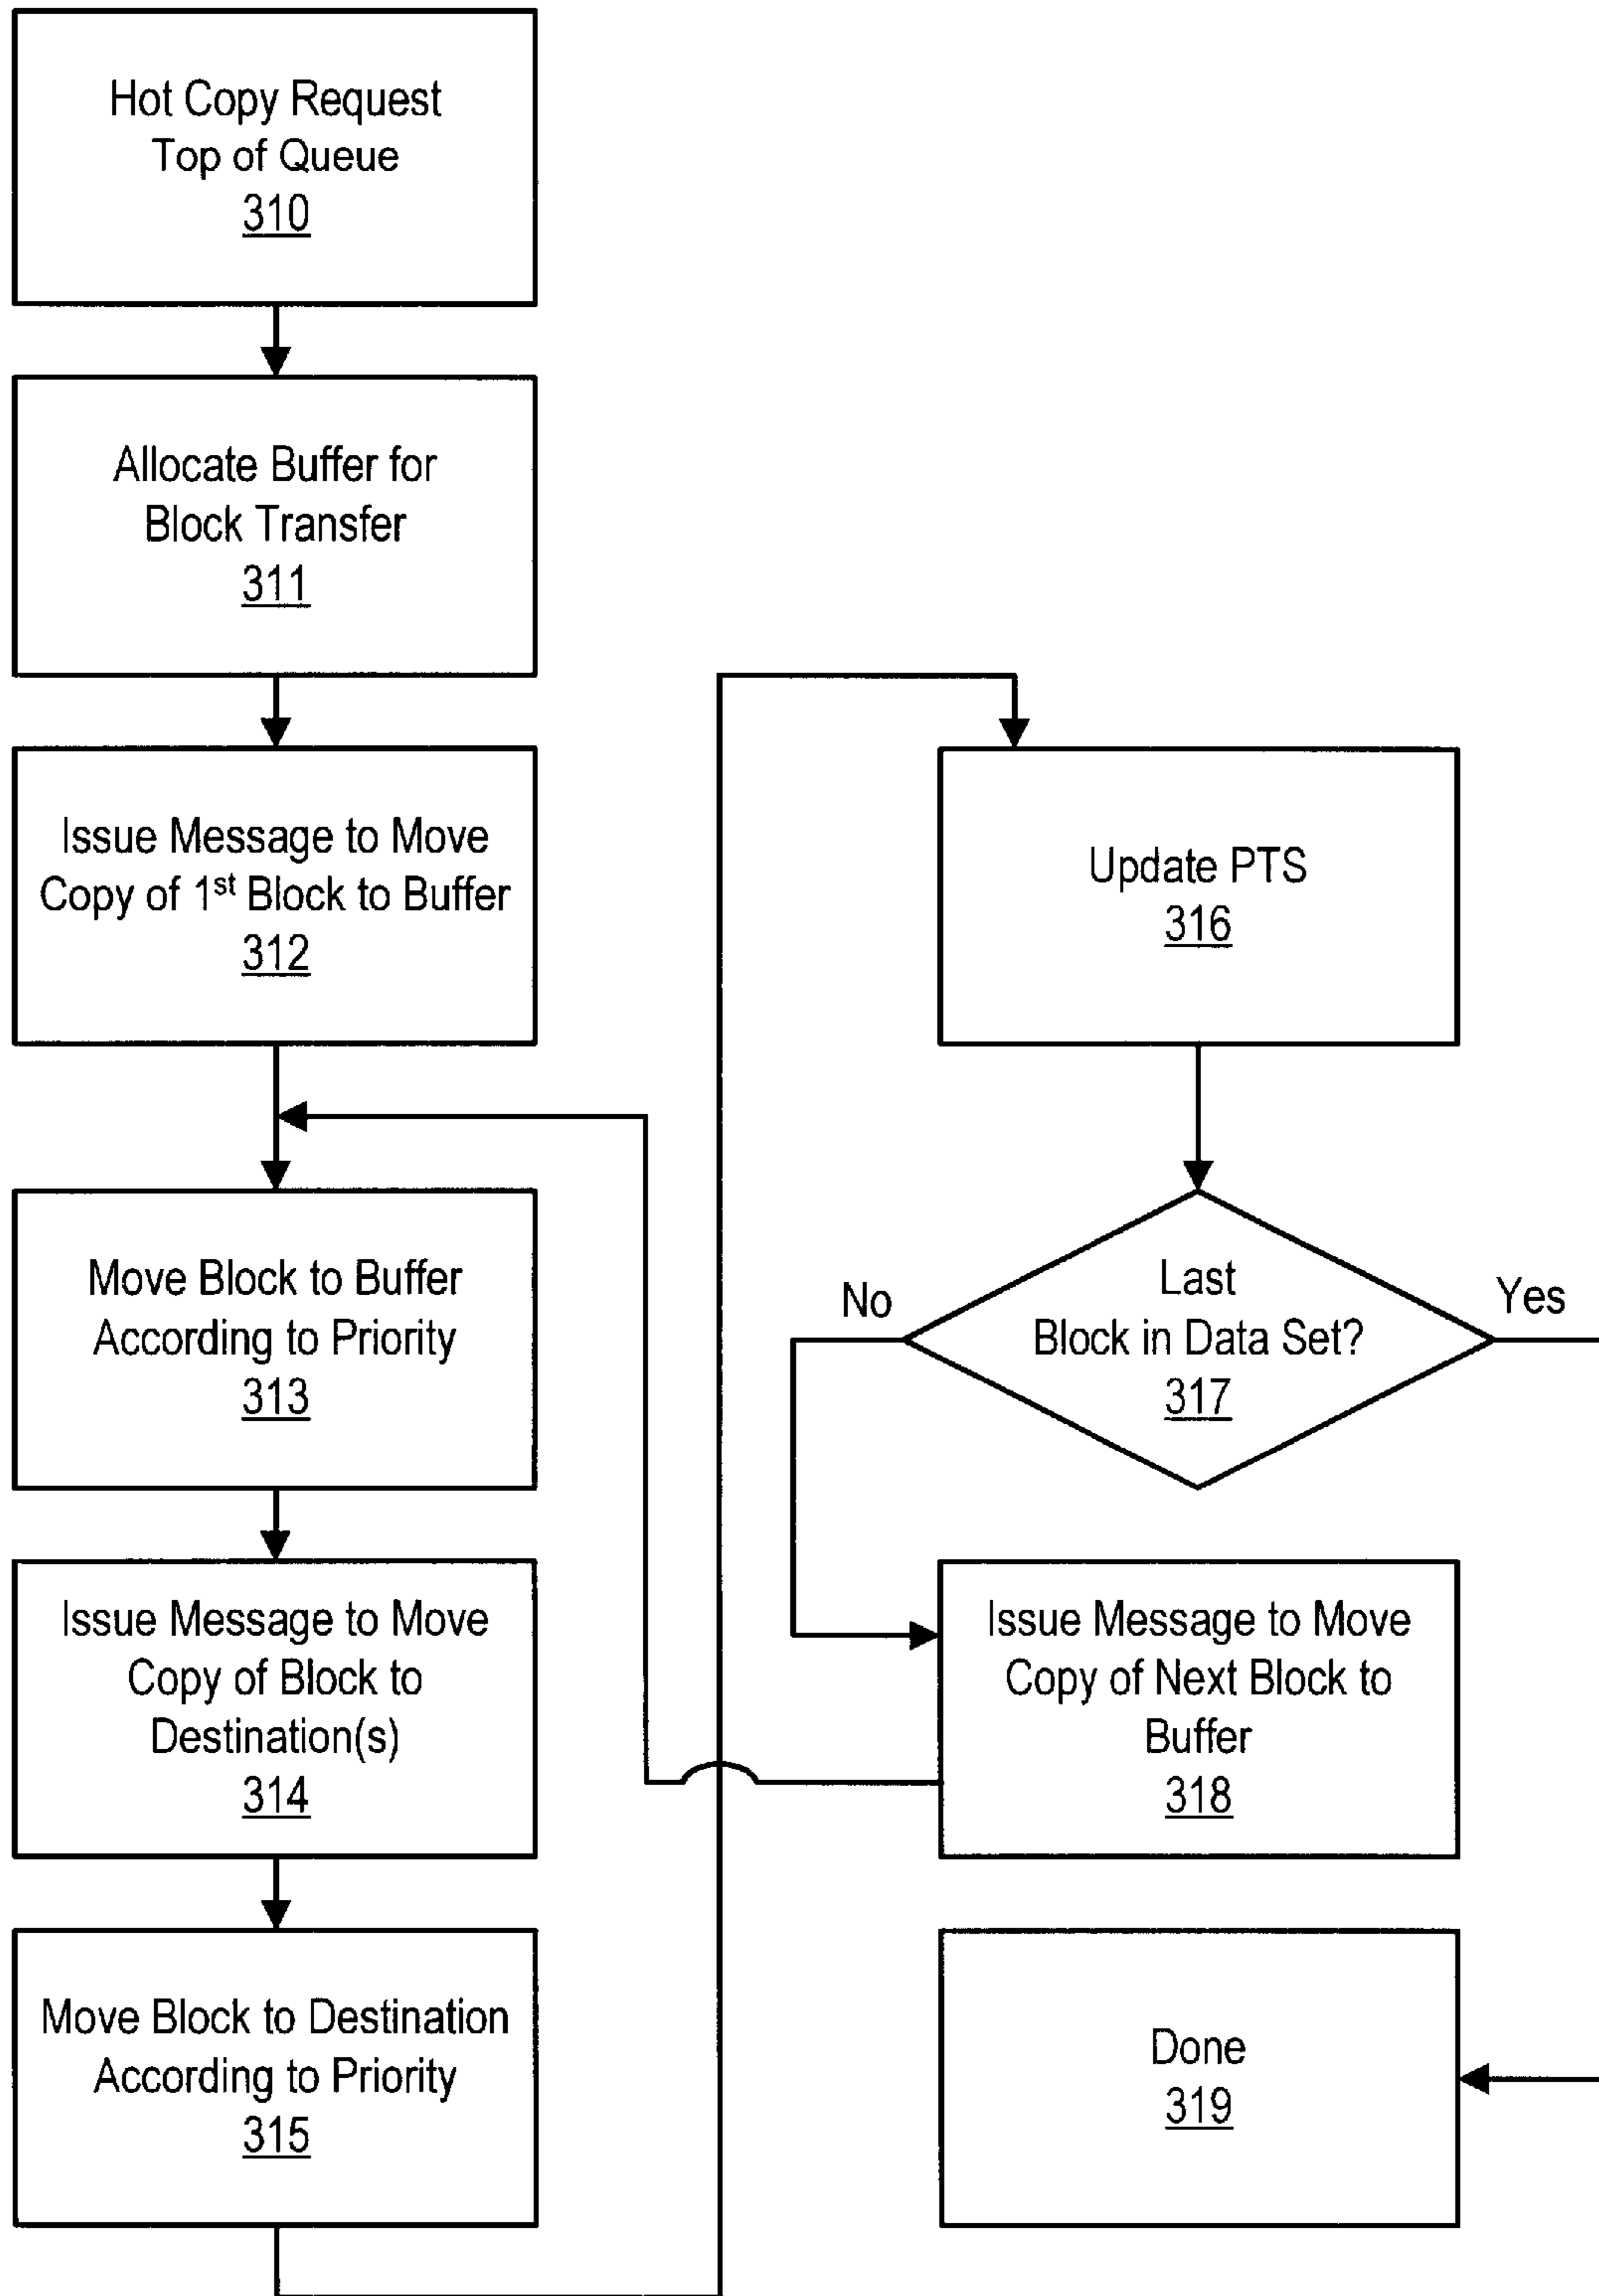 Hot Copy Request
Top of Queue
310
Allocate Buffer for
Block Transfer
311
Issue Message to Move
Copy of 1st Block to Buffer
312
Move Block to Buffer
According to Priority
313
Issue Message to Move
Copy of Block to
Destination(s)
314
Move Block to Destination
According to Priority
315
Update PTS
316
Last
Block in Data Set?
317
No
Yes
Issue Message to Move
Copy of Next Block to
Buffer
318
Done
319